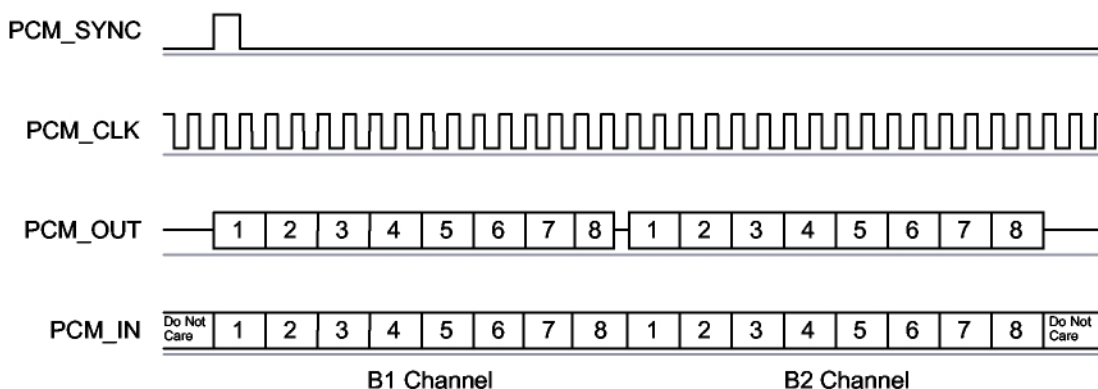 PCM_SYNC
PCM_CLK
PCM_OUT 1 2 3 4 5 6 7 8 1 2 3 4 5 6 7 8
PCM_IN Do Not Care 1 2 3 4 5 6 7 8 1 2 3 4 5 6 7 8 Do Not Care
B1 Channel B2 Channel